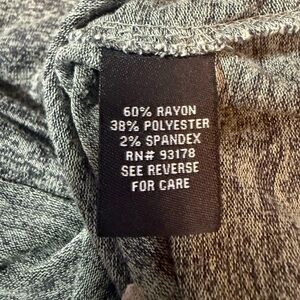 60% RAYON
38% POLYESTER
2% SPANDEX
RN# 93178
SEE REVERSE
FOR CARE